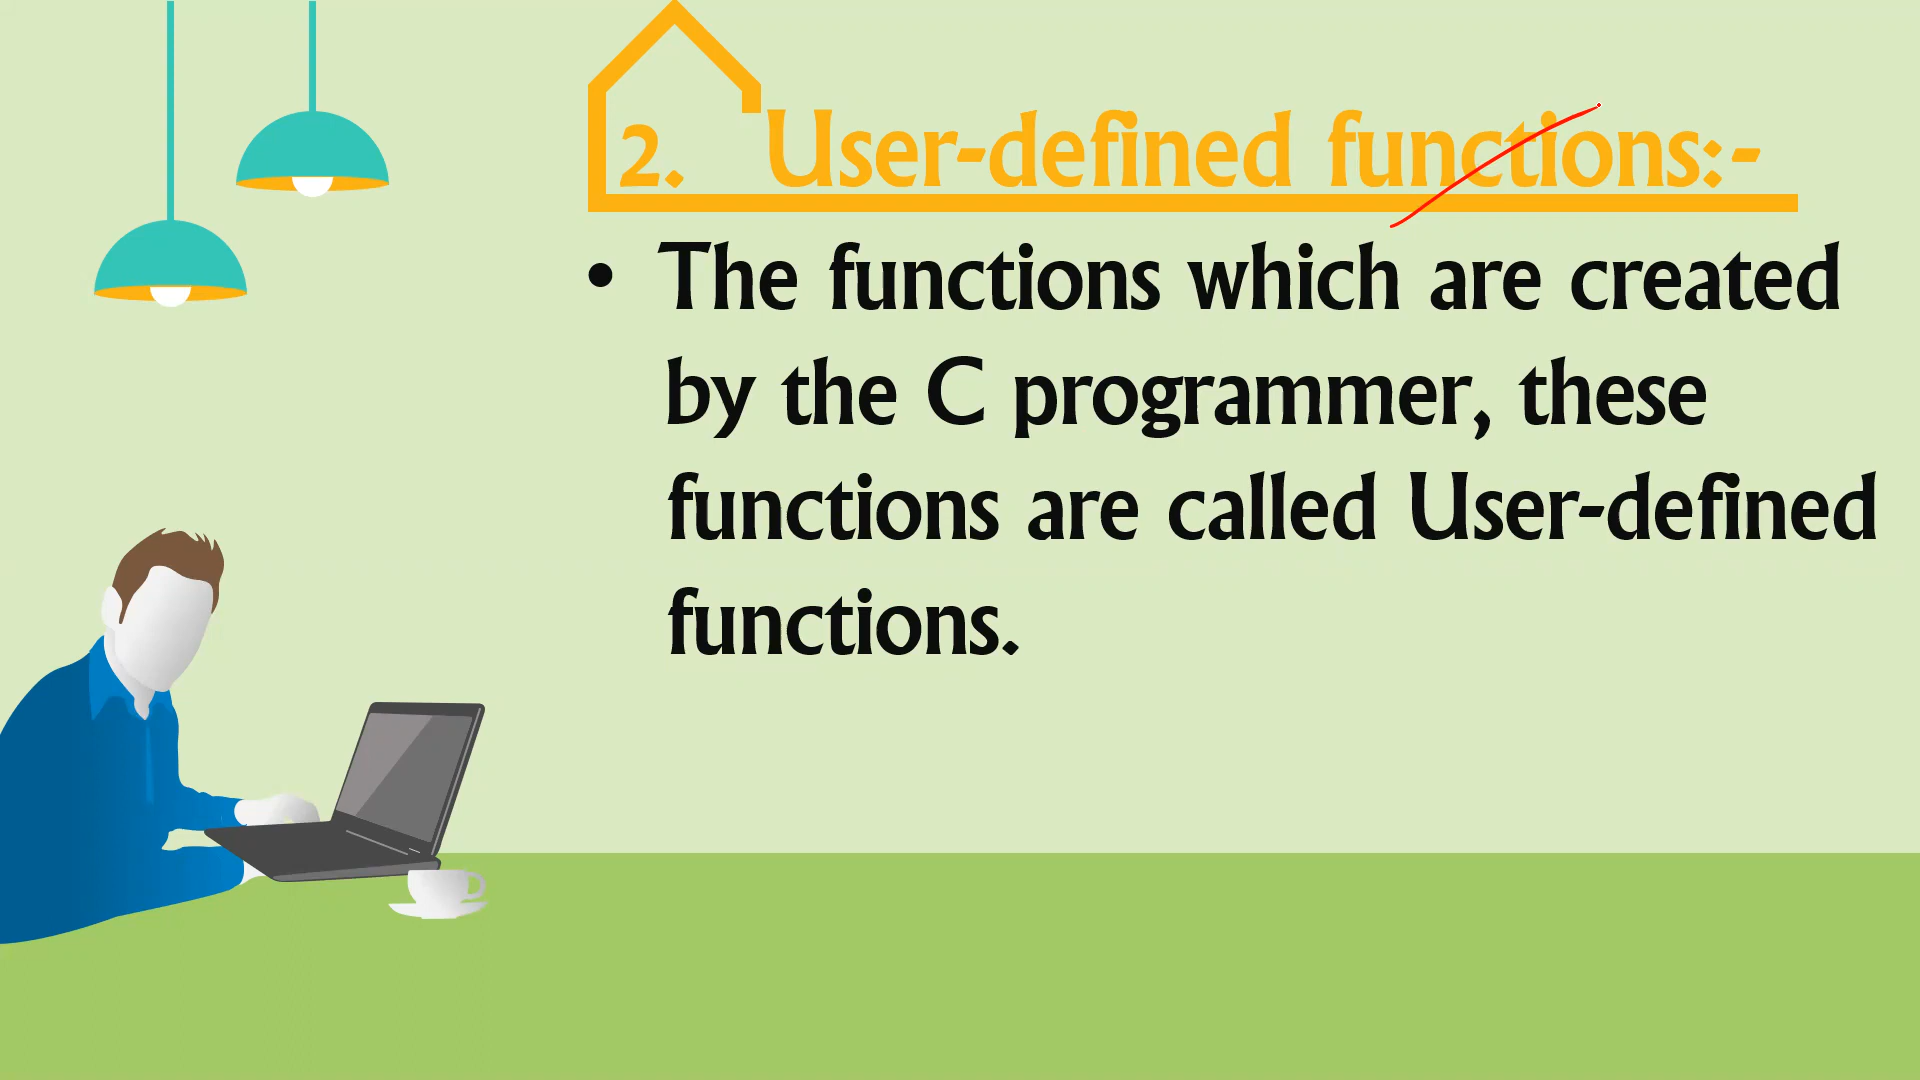 2. User-defined functions:-
• The functions which are created
by the C programmer, these
functions are called User-defined
functions.